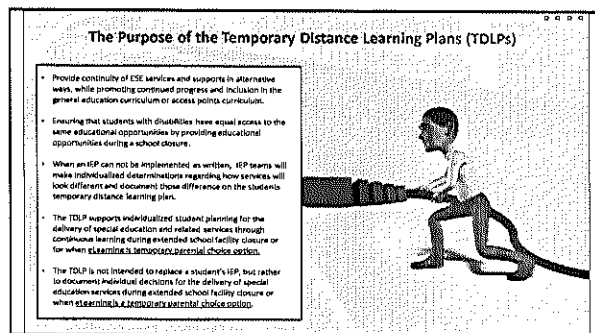 The Purpose of the Temporary Distance Learning Plans (TDLPs)
• Provide continuity of ESE services and supports in alternative
ways, while promoting continued progress and inclusion in the
general education curriculum or access points curriculum.
• Ensuring that students with disabilities have equal access to the
same educational opportunities by providing educational
opportunities during a school closure.
• When an IEP can not be implemented as written, IEP teams will
make individualized determinations regarding how services will
look different and document those difference on the students
temporary distance learning plan.
• The TDLP supports individualized student planning for the
delivery of special education and related services through
continuous learning during extended school facility closure or
for when eLearning is temporary parental choice option.
• The TDLP is not intended to replace a student's IEP, but rather
to document individual decisions for the delivery of special
education services during extended school facility closure or
when eLearning is a temporary parental choice option.